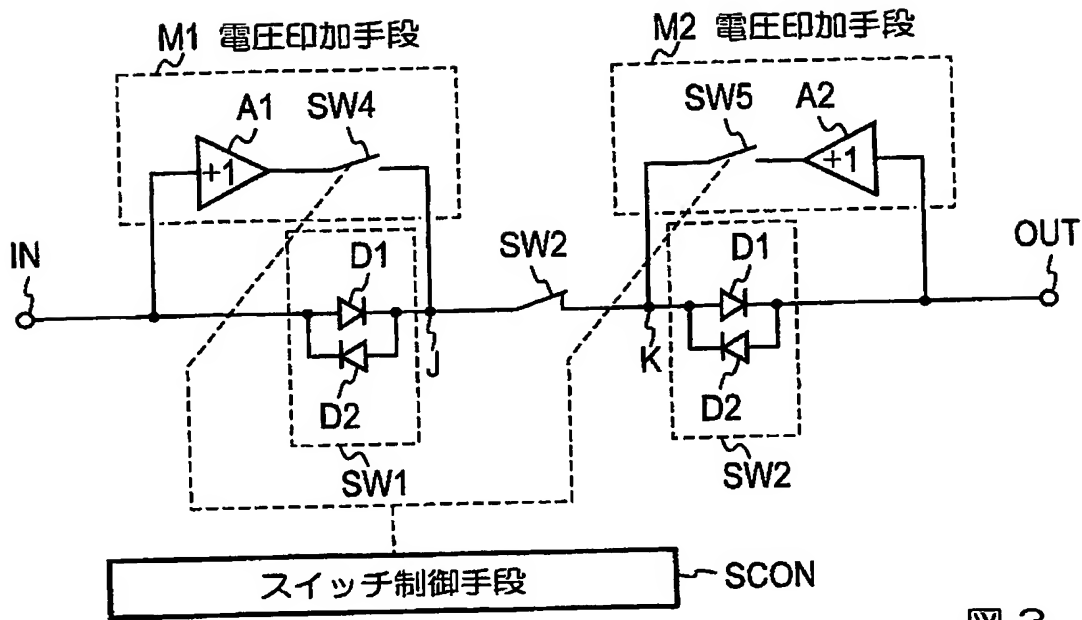 M1 電圧印加手段
M2 電圧印加手段
A1
SW4
SW5
A2
+1
+1
IN
D1
SW2
D1
OUT
J
K
D2
D2
SW1
SW2
スイッチ制御手段
SCON